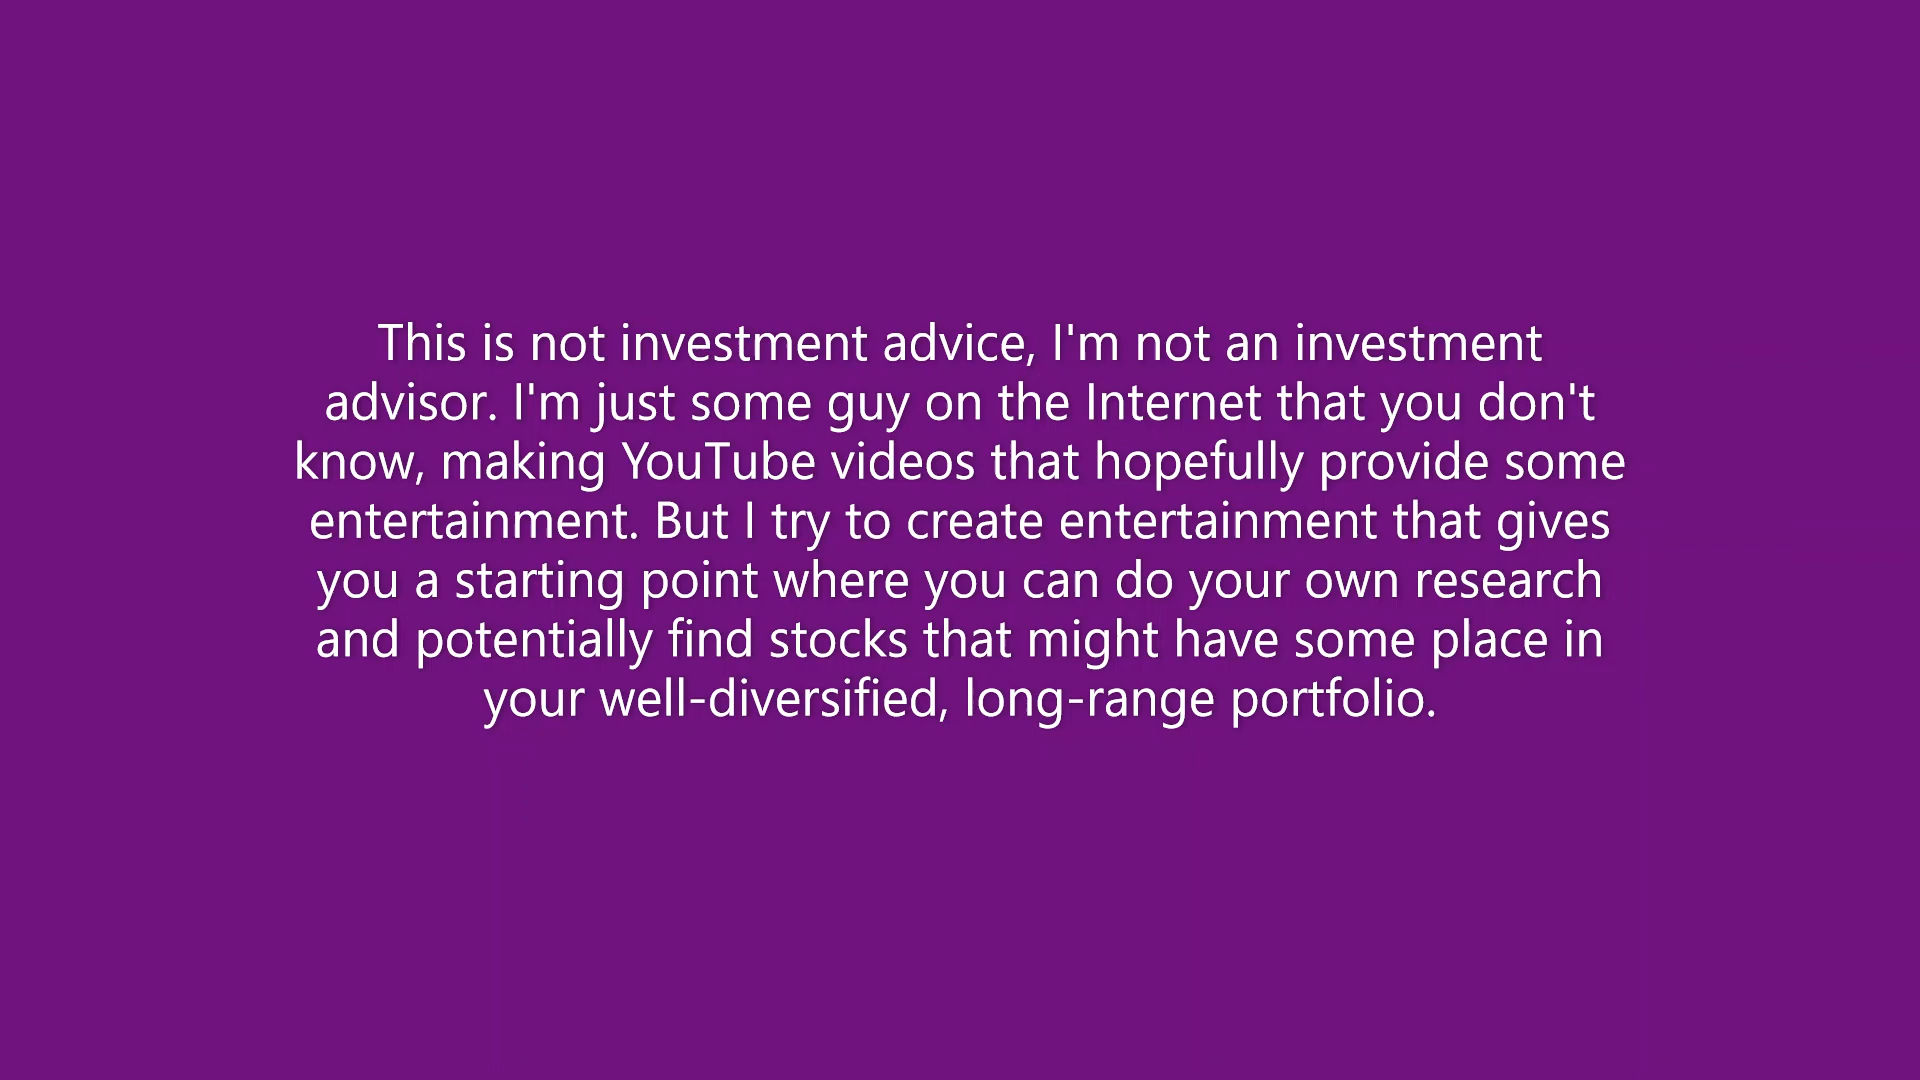 This is not investment advice, I'm not an investment
advisor. I'm just some guy on the Internet that you don't
know, making YouTube videos that hopefully provide some
entertainment. But I try to create entertainment that gives
you a starting point where you can do your own research
and potentially find stocks that might have some place in
your well-diversified, long-range portfolio.